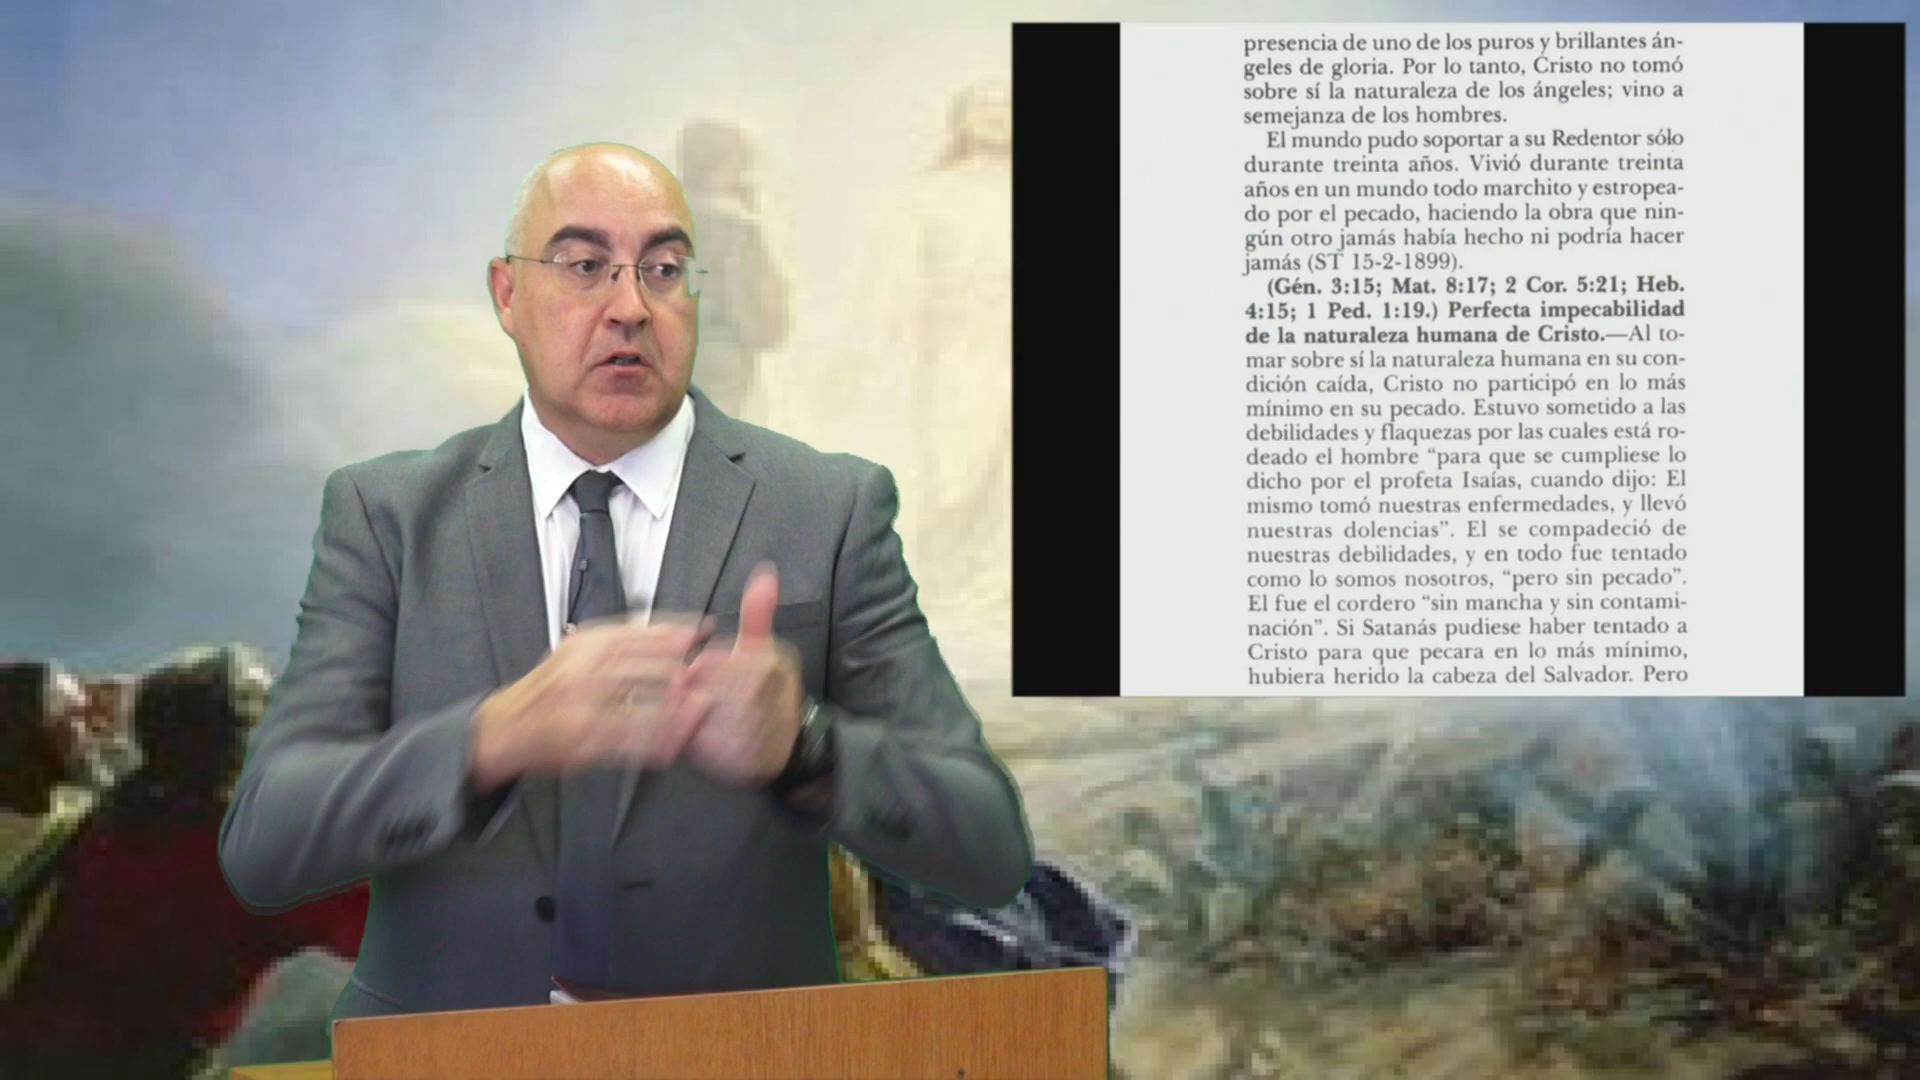 presencia de uno de los puros y brillantes án-
geles de gloria. Por lo tanto, Cristo no tomó
sobre sí la naturaleza de los ángeles; vino a
semejanza de los hombres.
El mundo pudo soportar a su Redentor sólo
durante treinta años. Vivió durante treinta
años en un mundo todo marchito y estropea-
do por el pecado, haciendo la obra que nin-
gún otro jamás había hecho ni podría hacer
jamás (ST 15-2-1899).
(Gén. 3:15; Mat. 8:17; 2 Cor. 5:21; Heb.
4:15; 1 Ped. 1:19.) Perfecta impecabilidad
de la naturaleza humana de Cristo.—Al to-
mar sobre sí la naturaleza humana en su con-
dición caída, Cristo no participó en lo más
mínimo en su pecado. Estuvo sometido a las
debilidades y flaquezas por las cuales está ro-
deado el hombre “para que se cumpliese lo
dicho por el profeta Isaías, cuando dijo: El
mismo tomó nuestras enfermedades, y llevó
nuestras dolencias”. El se compadeció de
nuestras debilidades, y en todo fue tentado
como lo somos nosotros, “pero sin pecado”.
El fue el cordero “sin mancha y sin contami-
nación”. Si Satanás pudiese haber tentado a
Cristo para que pecara en lo más mínimo,
hubiera herido la cabeza del Salvador. Pero